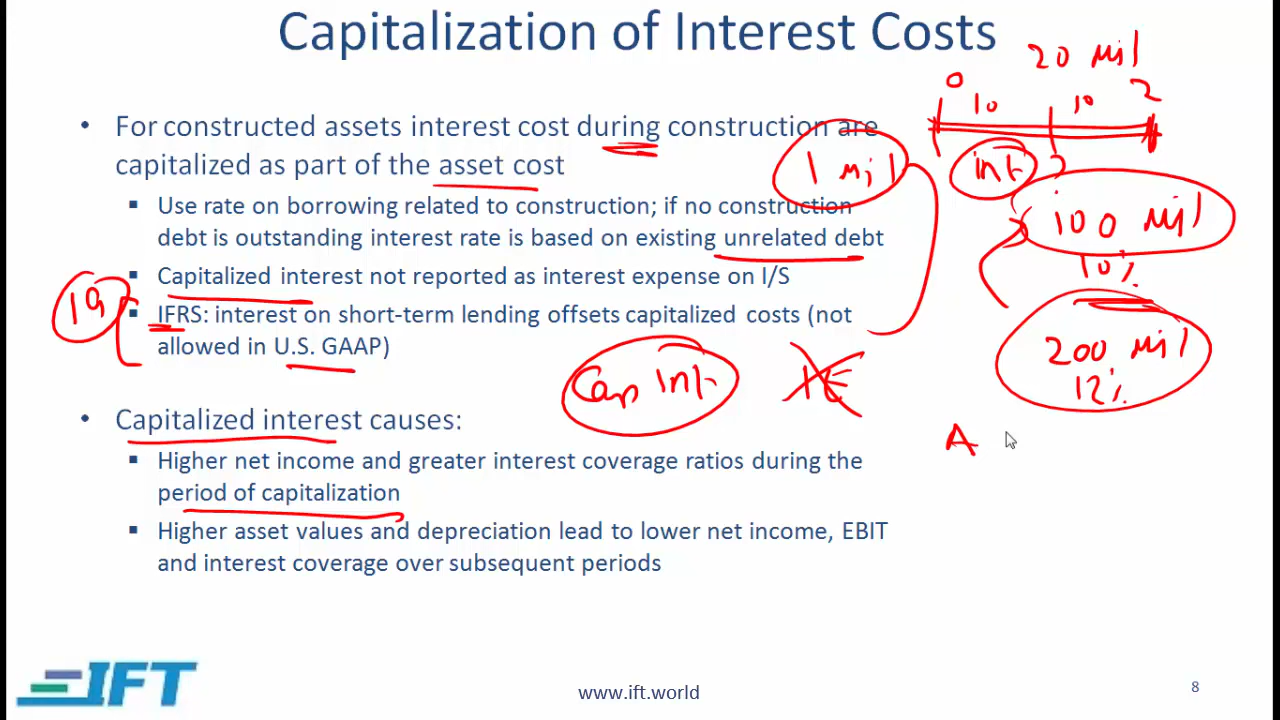 Capitalization of Interest Costs
20 mil
0 10 10 2
• For constructed assets interest cost during construction are
capitalized as part of the asset cost
1 mil
int.
▪ Use rate on borrowing related to construction; if no construction
debt is outstanding interest rate is based on existing unrelated debt
100 mil
10%
▪ Capitalized interest not reported as interest expense on I/S
19
▪ IFRS: interest on short-term lending offsets capitalized costs (not
allowed in U.S. GAAP)
200 mil
12%
Cap Int. IE
• Capitalized interest causes:
A
▪ Higher net income and greater interest coverage ratios during the
period of capitalization
▪ Higher asset values and depreciation lead to lower net income, EBIT
and interest coverage over subsequent periods
IFT
www.ift.world
8